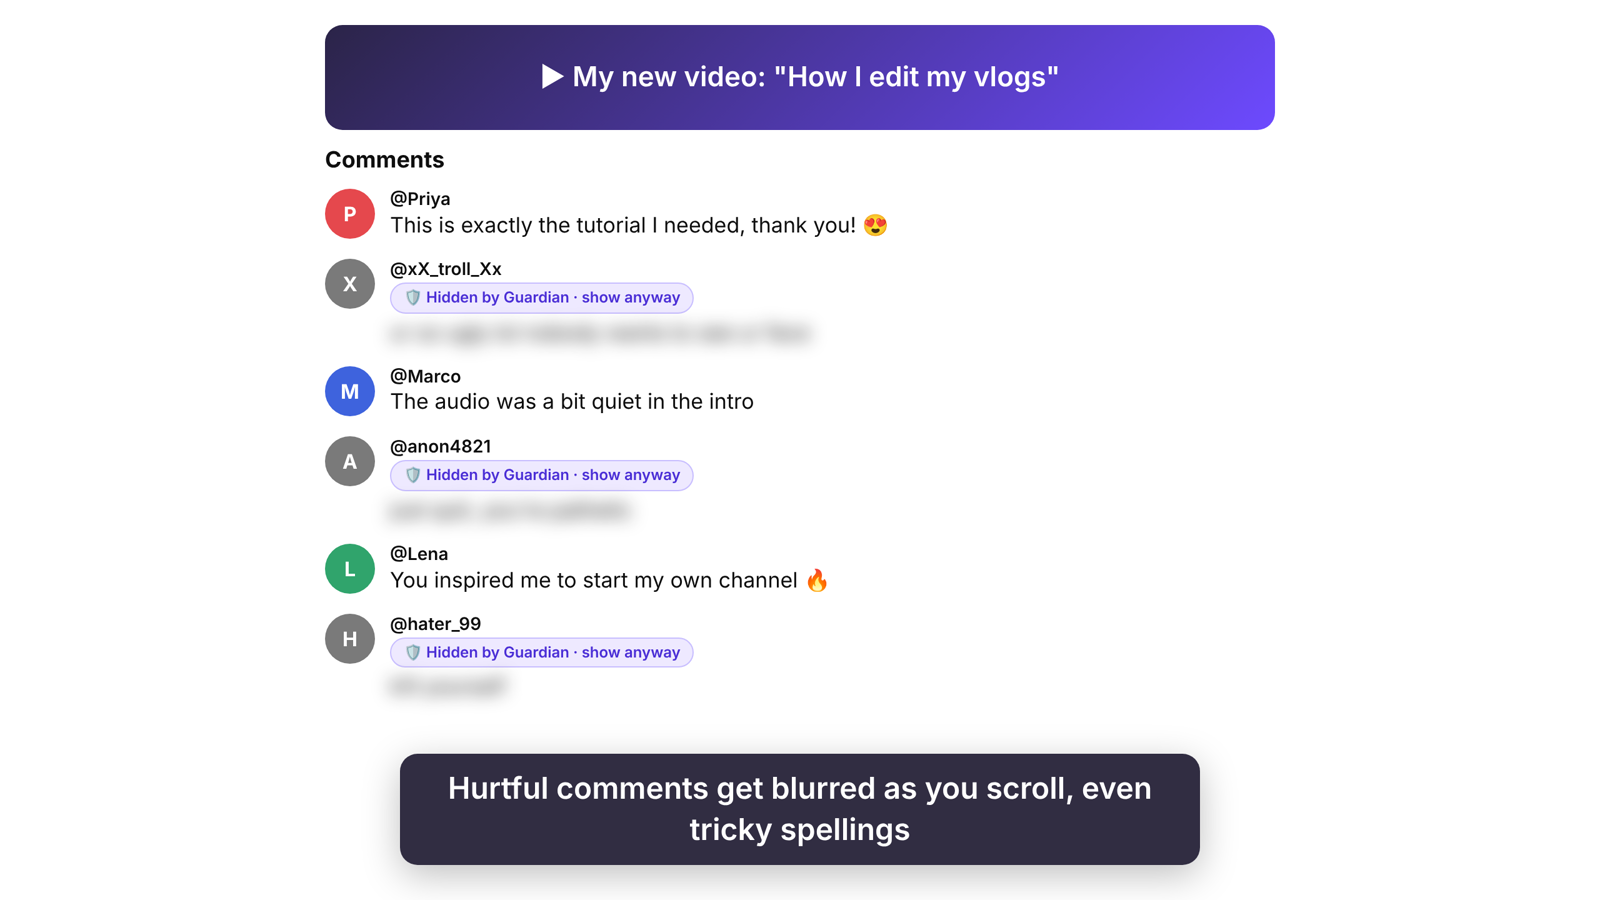 ▶ My new video: "How I edit my vlogs"
Comments
P
@Priya
This is exactly the tutorial I needed, thank you! 😍
X
@xX_troll_Xx
🛡️ Hidden by Guardian · show anyway
M
@Marco
The audio was a bit quiet in the intro
A
@anon4821
🛡️ Hidden by Guardian · show anyway
L
@Lena
You inspired me to start my own channel 🔥
H
@hater_99
🛡️ Hidden by Guardian · show anyway
Hurtful comments get blurred as you scroll, even
tricky spellings